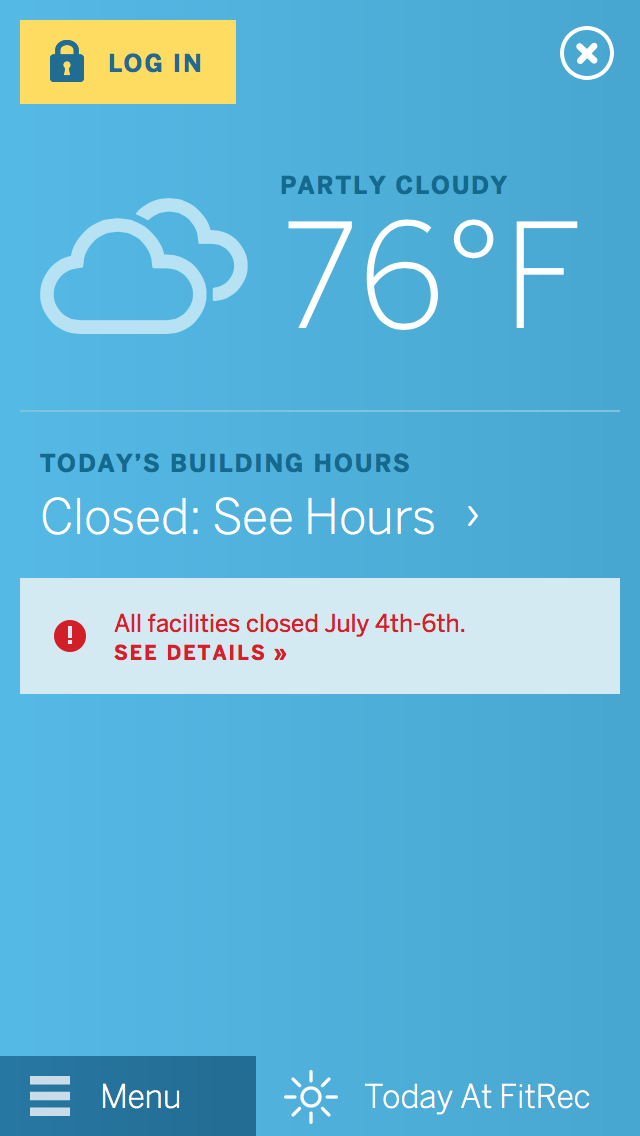 LOG IN
PARTLY CLOUDY
76°F
TODAY'S BUILDING HOURS
Closed: See Hours ›
All facilities closed July 4th-6th.
SEE DETAILS »
Menu
Today At FitRec